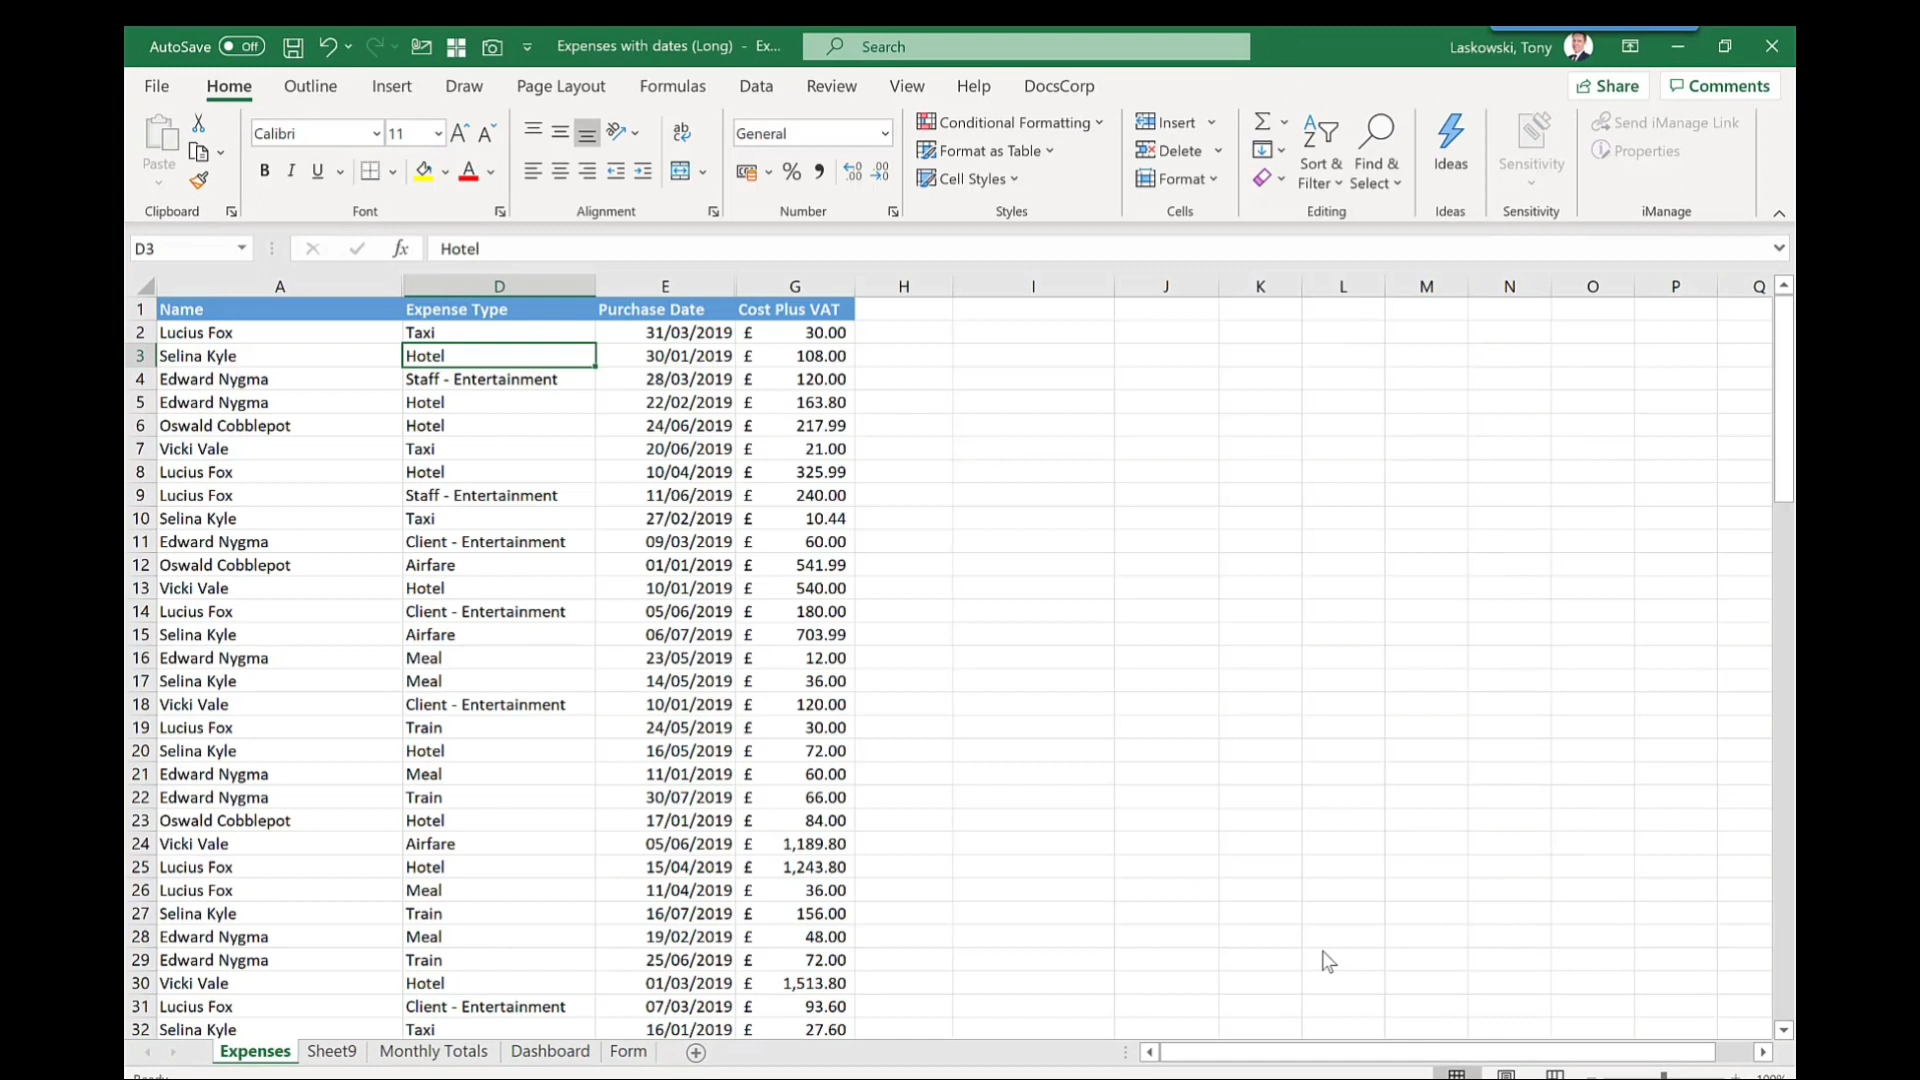 AutoSave Off Expenses with dates (Long) - Ex... Search Laskowski, Tony
File Home Outline Insert Draw Page Layout Formulas Data Review View Help DocsCorp Share Comments
Paste Calibri 11 General Conditional Formatting Format as Table Cell Styles Insert Delete Format Sort & Filter Find & Select Ideas Sensitivity Send iManage Link Properties
Clipboard Font Alignment Number Styles Cells Editing Ideas Sensitivity iManage
D3 fx Hotel
A D E G H I J K L M N O P Q
1 Name Expense Type Purchase Date Cost Plus VAT
2 Lucius Fox Taxi 31/03/2019 £ 30.00
3 Selina Kyle Hotel 30/01/2019 £ 108.00
4 Edward Nygma Staff - Entertainment 28/03/2019 £ 120.00
5 Edward Nygma Hotel 22/02/2019 £ 163.80
6 Oswald Cobblepot Hotel 24/06/2019 £ 217.99
7 Vicki Vale Taxi 20/06/2019 £ 21.00
8 Lucius Fox Hotel 10/04/2019 £ 325.99
9 Lucius Fox Staff - Entertainment 11/06/2019 £ 240.00
10 Selina Kyle Taxi 27/02/2019 £ 10.44
11 Edward Nygma Client - Entertainment 09/03/2019 £ 60.00
12 Oswald Cobblepot Airfare 01/01/2019 £ 541.99
13 Vicki Vale Hotel 10/01/2019 £ 540.00
14 Lucius Fox Client - Entertainment 05/06/2019 £ 180.00
15 Selina Kyle Airfare 06/07/2019 £ 703.99
16 Edward Nygma Meal 23/05/2019 £ 12.00
17 Selina Kyle Meal 14/05/2019 £ 36.00
18 Vicki Vale Client - Entertainment 10/01/2019 £ 120.00
19 Lucius Fox Train 24/05/2019 £ 30.00
20 Selina Kyle Hotel 16/05/2019 £ 72.00
21 Edward Nygma Meal 11/01/2019 £ 60.00
22 Edward Nygma Train 30/07/2019 £ 66.00
23 Oswald Cobblepot Hotel 17/01/2019 £ 84.00
24 Vicki Vale Airfare 05/06/2019 £ 1,189.80
25 Lucius Fox Hotel 15/04/2019 £ 1,243.80
26 Lucius Fox Meal 11/04/2019 £ 36.00
27 Selina Kyle Train 16/07/2019 £ 156.00
28 Edward Nygma Meal 19/02/2019 £ 48.00
29 Edward Nygma Train 25/06/2019 £ 72.00
30 Vicki Vale Hotel 01/03/2019 £ 1,513.80
31 Lucius Fox Client - Entertainment 07/03/2019 £ 93.60
32 Selina Kyle Taxi 16/01/2019 £ 27.60
Expenses Sheet9 Monthly Totals Dashboard Form